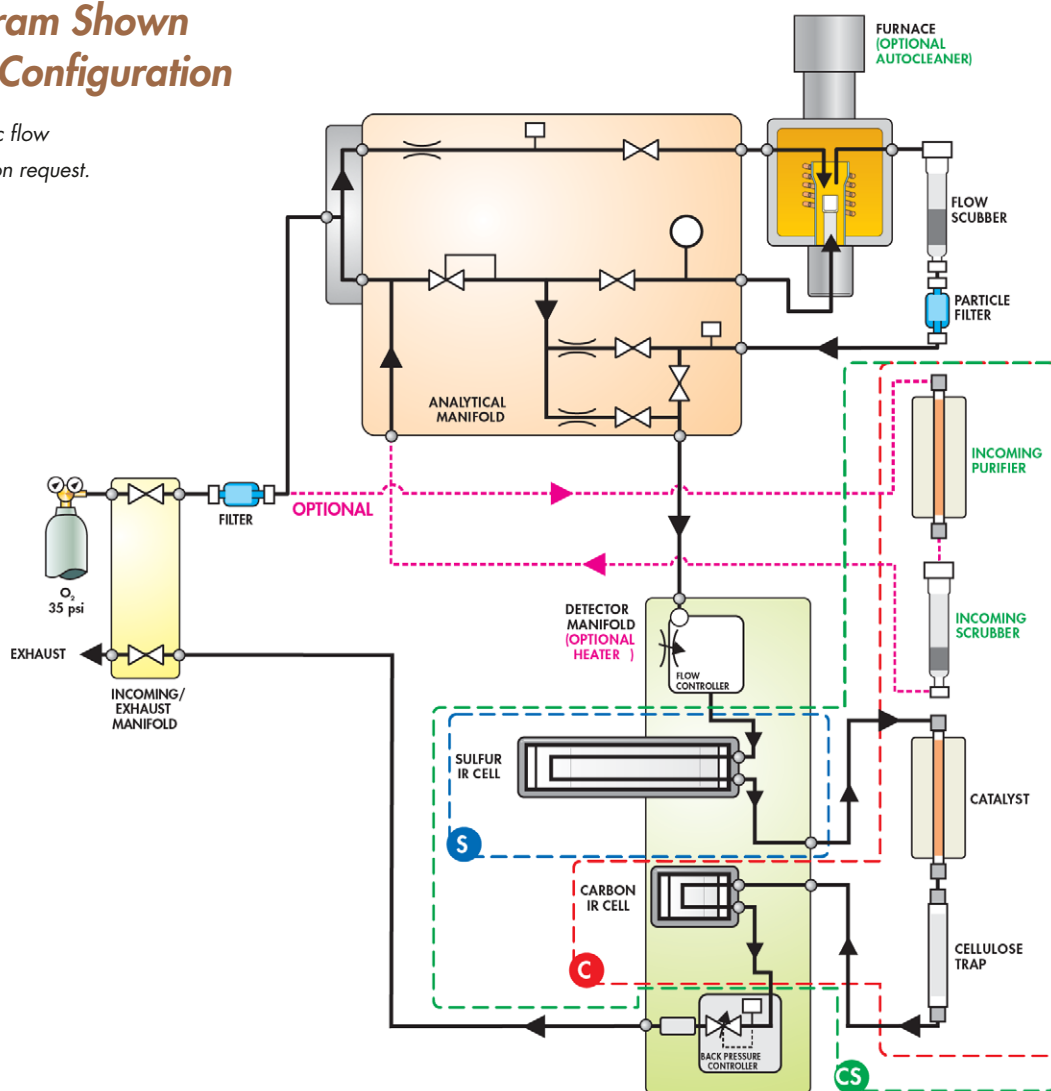 ram Shown
Configuration
c flow
on request.
FURNACE
(OPTIONAL
AUTOCLEANER)
FLOW
SCUBBER
PARTICLE
FILTER
ANALYTICAL
MANIFOLD
INCOMING
PURIFIER
OPTIONAL
FILTER
O₂
35 psi
DETECTOR
MANIFOLD
(OPTIONAL
HEATER )
INCOMING
SCRUBBER
EXHAUST
FLOW
CONTROLLER
INCOMING/
EXHAUST
MANIFOLD
SULFUR
IR CELL
CATALYST
S
CARBON
IR CELL
CELLULOSE
TRAP
C
BACK PRESSURE
CONTROLLER
CS